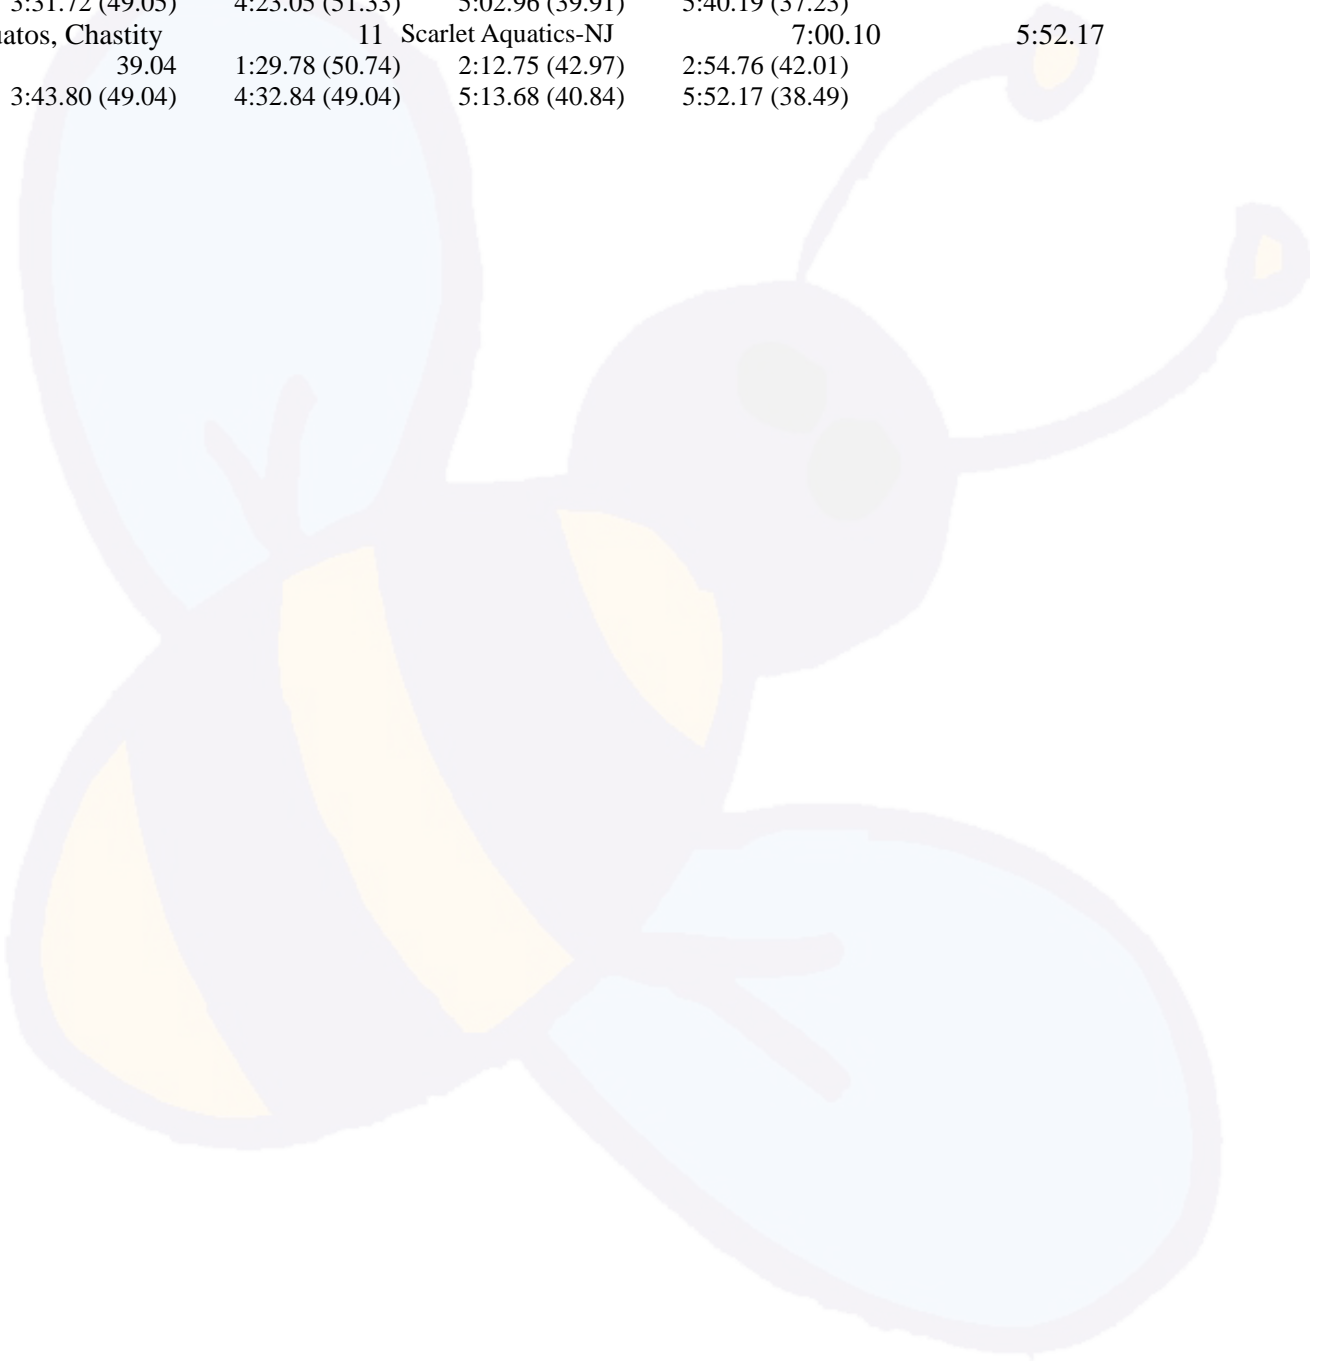 3:31.72 (49.05) 4:23.05 (51.33) 5:02.96 (39.91) 5:40.19 (37.23)
Chastity 11 Scarlet Aquatics-NJ 7:00.10 5:52.17
39.04 1:29.78 (50.74) 2:12.75 (42.97) 2:54.76 (42.01)
3:43.80 (49.04) 4:32.84 (49.04) 5:13.68 (40.84) 5:52.17 (38.49)